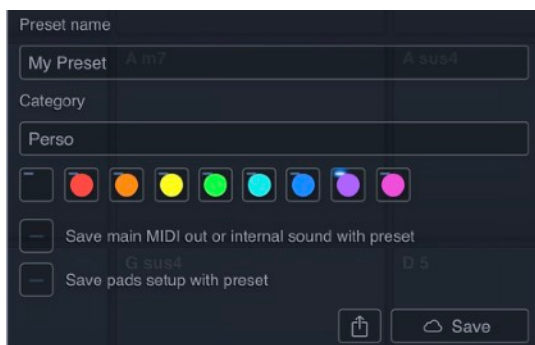 Preset name
My Preset
A m7
A sus4
Category
Perso
Save main MIDI out or internal sound with preset
G sus4
D 5
Save pads setup with preset
Save